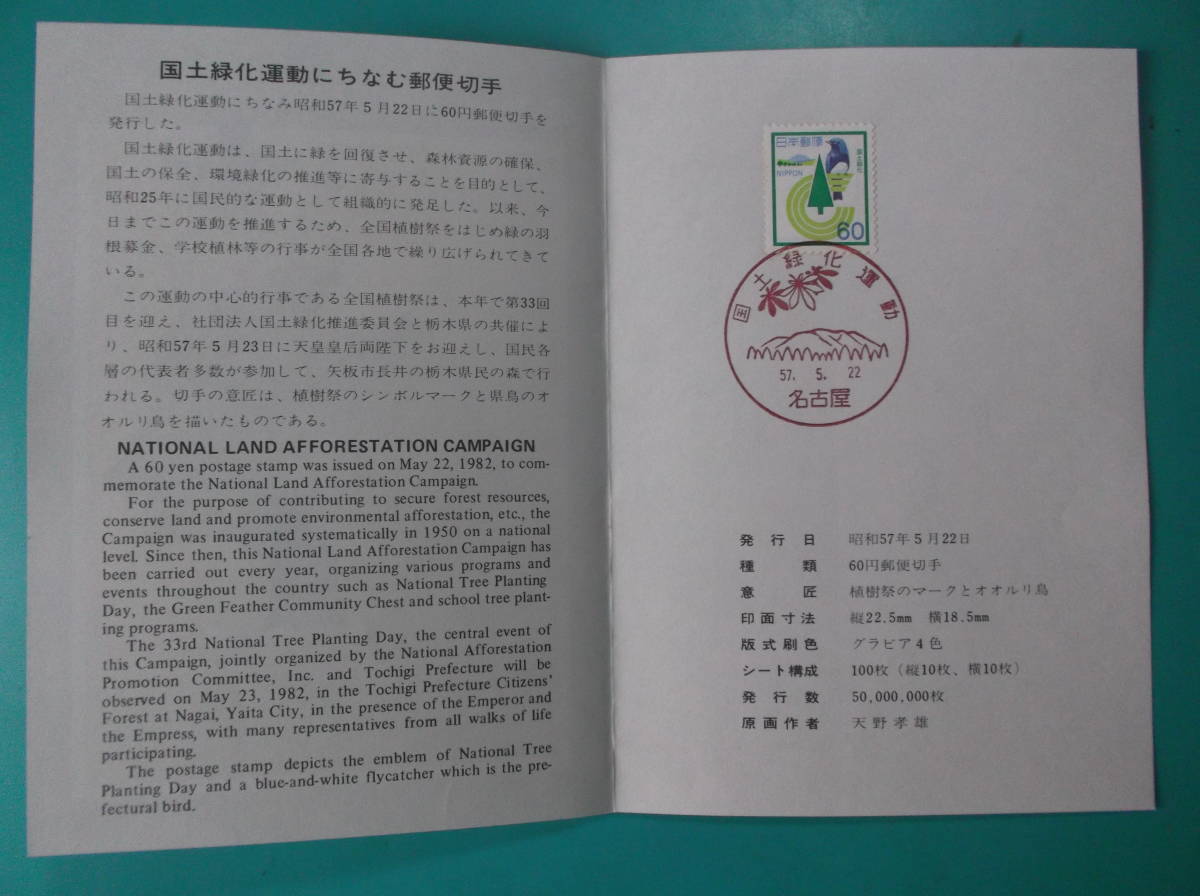 国土緑化運動にちなむ郵便切手
国土緑化運動にちなみ昭和57年5月22日に60円郵便切手を
発行した。
国土緑化運動は、国土に緑を回復させ、森林資源の確保、
国土の保全、環境緑化の推進等に寄与することを目的として、
昭和25年に国民的な運動として組織的に発足した。以来、今
日までこの運動を推進するため、全国植樹祭をはじめ緑の羽
根募金、学校植林等の行事が全国各地で繰り広げられてきて
いる。
この運動の中心的行事である全国植樹祭は、本年で第33回
目を迎え、社団法人国土緑化推進委員会と栃木県の共催によ
り、昭和57年5月23日に天皇皇后両陛下をお迎えし、国民各
層の代表者多数が参加して、矢板市長井の栃木県民の森で行
われる。切手の意匠は、植樹祭のシンボルマークと県鳥のオ
オルリ鳥を描いたものである。
NATIONAL LAND AFFORESTATION CAMPAIGN
A 60 yen postage stamp was issued on May 22, 1982, to com-
memorate the National Land Afforestation Campaign.
For the purpose of contributing to secure forest resources,
conserve land and promote environmental afforestation, etc., the
Campaign was inaugurated systematically in 1950 on a national
level. Since then, this National Land Afforestation Campaign has
been carried out every year, organizing various programs and
events throughout the country such as National Tree Planting
Day, the Green Feather Community Chest and school tree plant-
ing programs.
The 33rd National Tree Planting Day, the central event of
this Campaign, jointly organized by the National Afforestation
Promotion Committee, Inc. and Tochigi Prefecture will be
observed on May 23, 1982, in the Tochigi Prefecture Citizens'
Forest at Nagai, Yaita City, in the presence of the Emperor and
the Empress, with many representatives from all walks of life
participating.
The postage stamp depicts the emblem of National Tree
Planting Day and a blue-and-white flycatcher which is the pre-
fectural bird.
日本郵便
NIPPON
国土緑化
60
国土緑化運動
57. 5. 22
名古屋
発行日 昭和57年5月22日
種類 60円郵便切手
意匠 植樹祭のマークとオオルリ鳥
印面寸法 縦22.5mm 横18.5mm
版式刷色 グラビア4色
シート構成 100枚（縦10枚、横10枚）
発行数 50,000,000枚
原画作者 天野孝雄